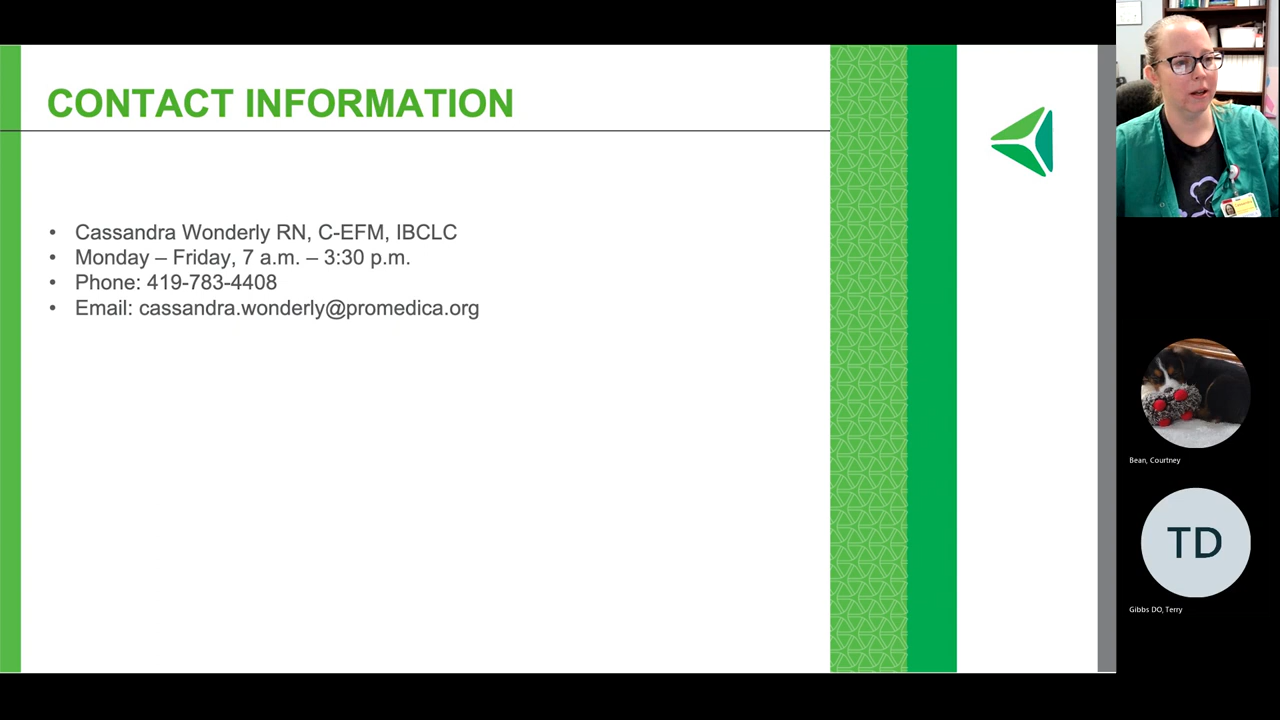 CONTACT INFORMATION
• Cassandra Wonderly RN, C-EFM, IBCLC
• Monday – Friday, 7 a.m. – 3:30 p.m.
• Phone: 419-783-4408
• Email: cassandra.wonderly@promedica.org
Bean, Courtney
TD
Gibbs DO, Terry